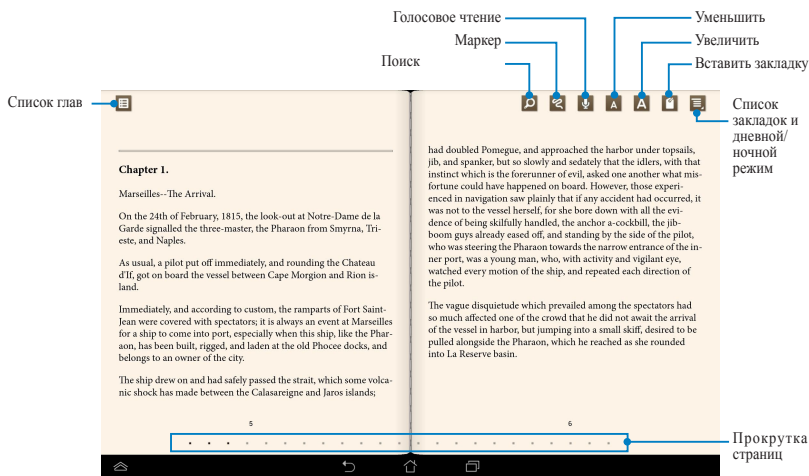 Голосовое чтение
Маркер
Поиск
Уменьшить
Увеличить
Вставить закладку
Список глав
Список
закладок и
дневной/
ночной
режим
Chapter 1.
Marseilles--The Arrival.
On the 24th of February, 1815, the look-out at Notre-Dame de la
Garde signalled the three-master, the Pharaon from Smyrna, Tri-
este, and Naples.
As usual, a pilot put off immediately, and rounding the Chateau
d'If, got on board the vessel between Cape Morgion and Rion is-
land.
Immediately, and according to custom, the ramparts of Fort Saint-
Jean were covered with spectators; it is always an event at Marseilles
for a ship to come into port, especially when this ship, like the Phar-
aon, has been built, rigged, and laden at the old Phocee docks, and
belongs to an owner of the city.
The ship drew on and had safely passed the strait, which some volca-
nic shock has made between the Calasareigne and Jaros islands;
5
had doubled Pomegue, and approached the harbor under topsails,
jib, and spanker, but so slowly and sedately that the idlers, with that
instinct which is the forerunner of evil, asked one another what mis-
fortune could have happened on board. However, those experi-
enced in navigation saw plainly that if any accident had occurred, it
was not to the vessel herself, for she bore down with all the evi-
dence of being skilfully handled, the anchor a-cockbill, the jib-
boom guys already eased off, and standing by the side of the pilot,
who was steering the Pharaon towards the narrow entrance of the in-
ner port, was a young man, who, with activity and vigilant eye,
watched every motion of the ship, and repeated each direction of
the pilot.
The vague disquietude which prevailed among the spectators had
so much affected one of the crowd that he did not await the arrival
of the vessel in harbor, but jumping into a small skiff, desired to be
pulled alongside the Pharaon, which he reached as she rounded
into La Reserve basin.
6
Прокрутка
страниц